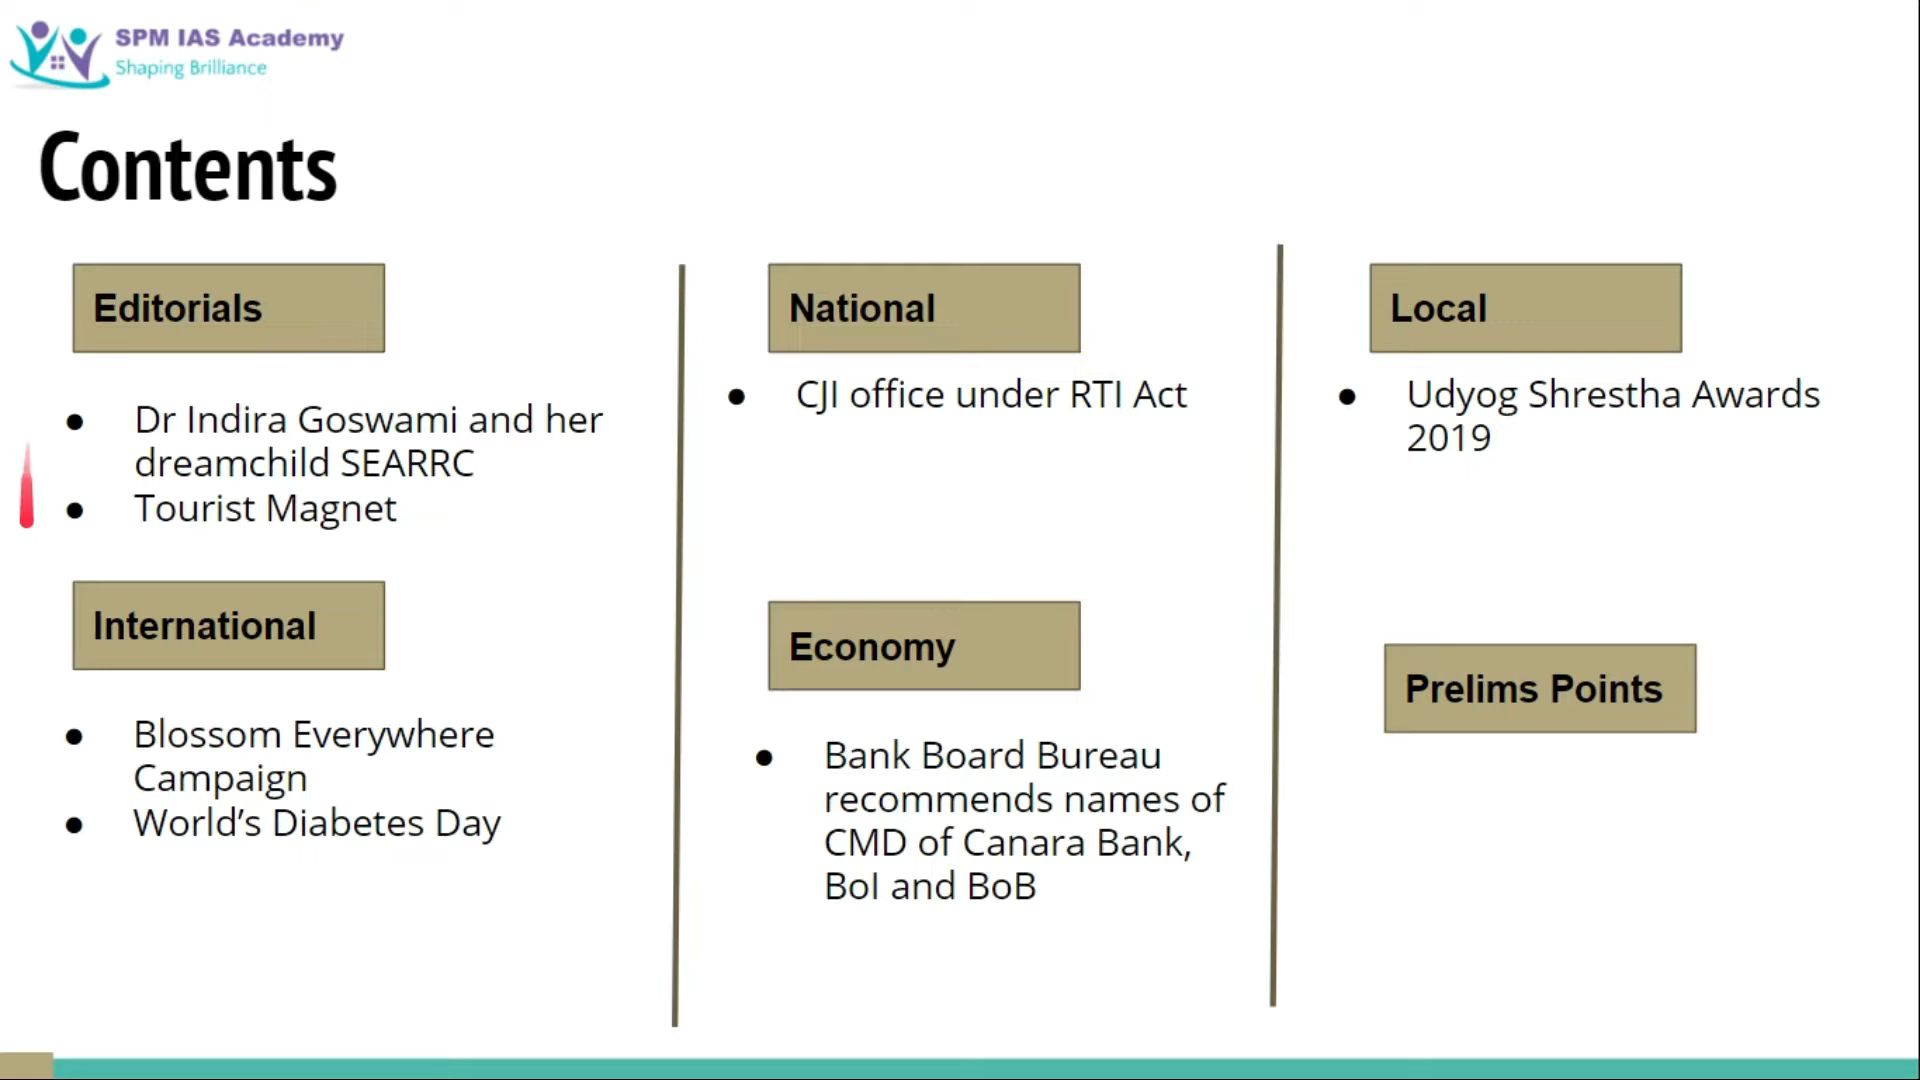 SPM IAS Academy
Shaping Brilliance
Contents
Editorials
● Dr Indira Goswami and her
dreamchild SEARRC
● Tourist Magnet
International
● Blossom Everywhere
Campaign
● World’s Diabetes Day
National
● CJI office under RTI Act
Economy
● Bank Board Bureau
recommends names of
CMD of Canara Bank,
BoI and BoB
Local
● Udyog Shrestha Awards
2019
Prelims Points